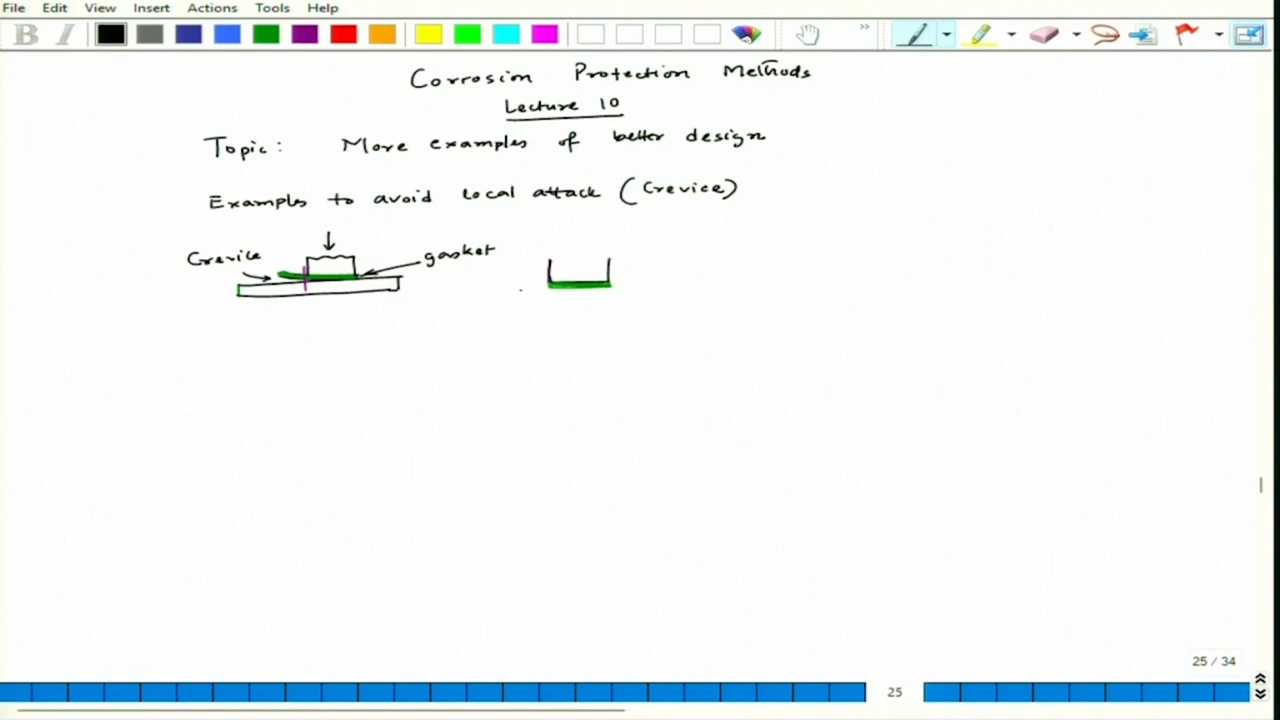 File Edit View Insert Actions Tools Help
B I
Corrosion Protection Methods
Lecture 10
Topic: More examples of better design
Examples to avoid local attack (Crevice)
Crevice gasket
25 / 34
25